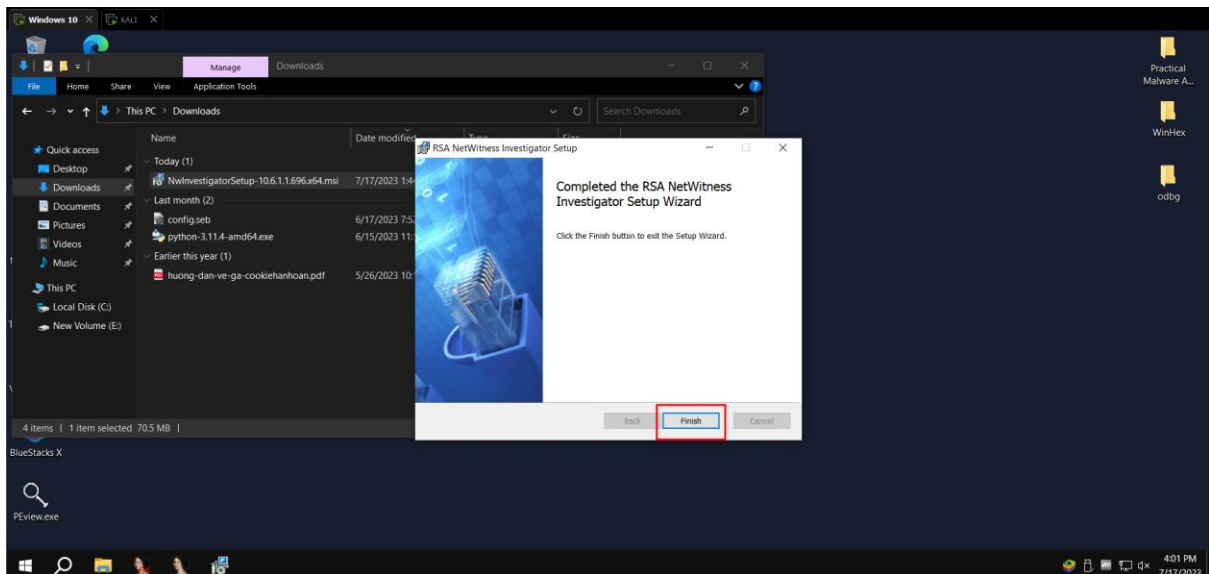 Windows 10
KALI
Manage
Downloads
File Home Share View Application Tools
This PC > Downloads
Search Downloads
Name Date modified
Quick access
Desktop
Downloads
Documents
Pictures
Videos
Music
This PC
Local Disk (C:)
New Volume (E:)
Today (1)
NwInvestigatorSetup-10.6.1.1.696.x64.msi 7/17/2023 1:4
Last month (2)
config.seb 6/17/2023 7:5
python-3.11.4-amd64.exe 6/15/2023 11:
Earlier this year (1)
huong-dan-ve-ga-cookiehanhoan.pdf 5/26/2023 10:
4 items | 1 item selected 70.5 MB |
RSA NetWitness Investigator Setup
Completed the RSA NetWitness
Investigator Setup Wizard
Click the Finish button to exit the Setup Wizard.
Back Finish Cancel
Practical
Malware A...
WinHex
odbg
BlueStacks X
PEview.exe
4:01 PM
7/17/2023